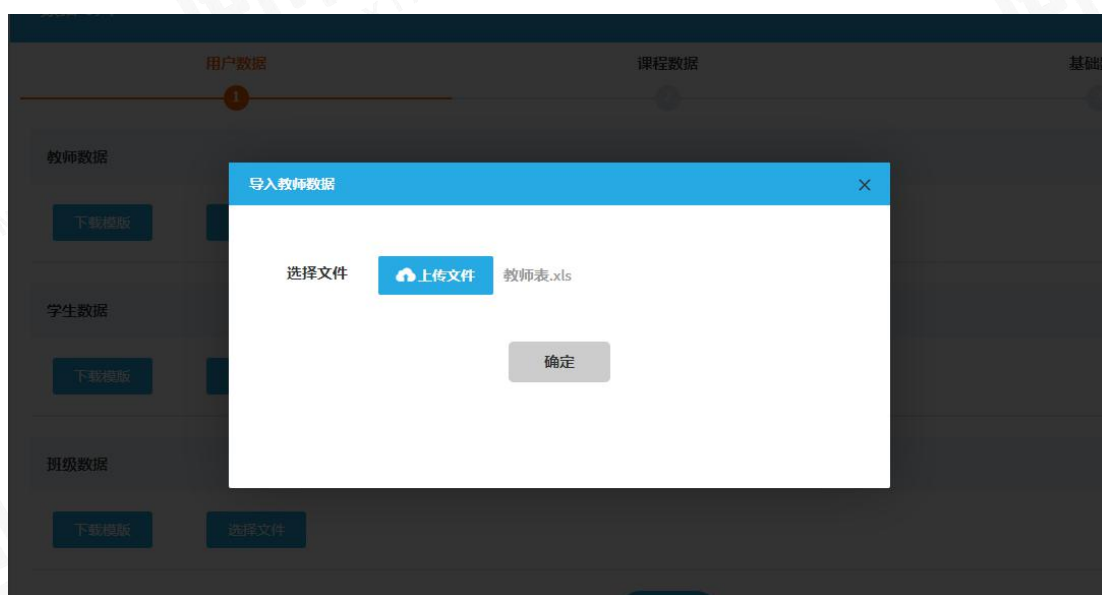 用户数据
课程数据
基础
1
2
教师数据
导入教师数据
×
下载模版
选择文件
上传文件
教师表.xls
学生数据
确定
下载模版
班级数据
下载模版
选择文件